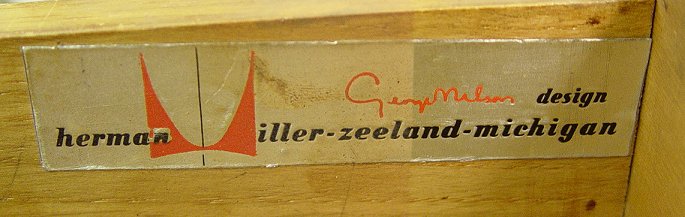 George Nelson design
herman miller-zeeland-michigan